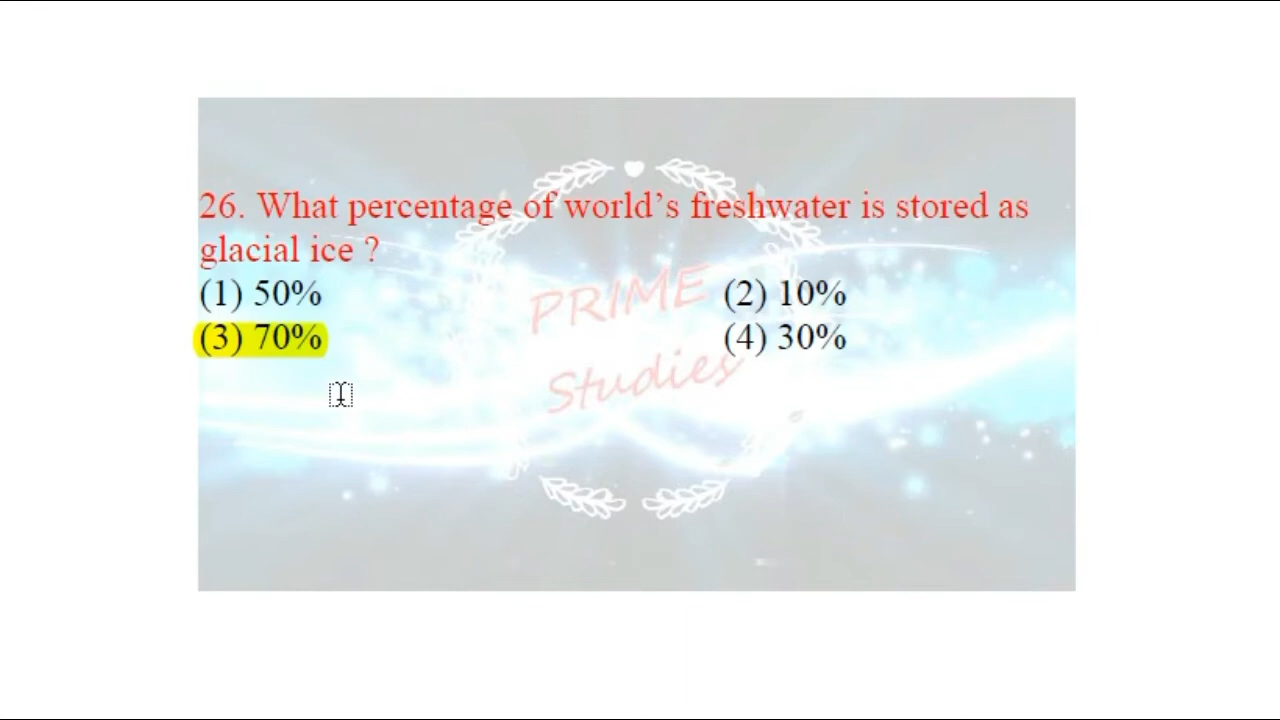 26. What percentage of world’s freshwater is stored as
glacial ice ?
(1) 50% (2) 10%
(3) 70% (4) 30%
PRIME
Studies